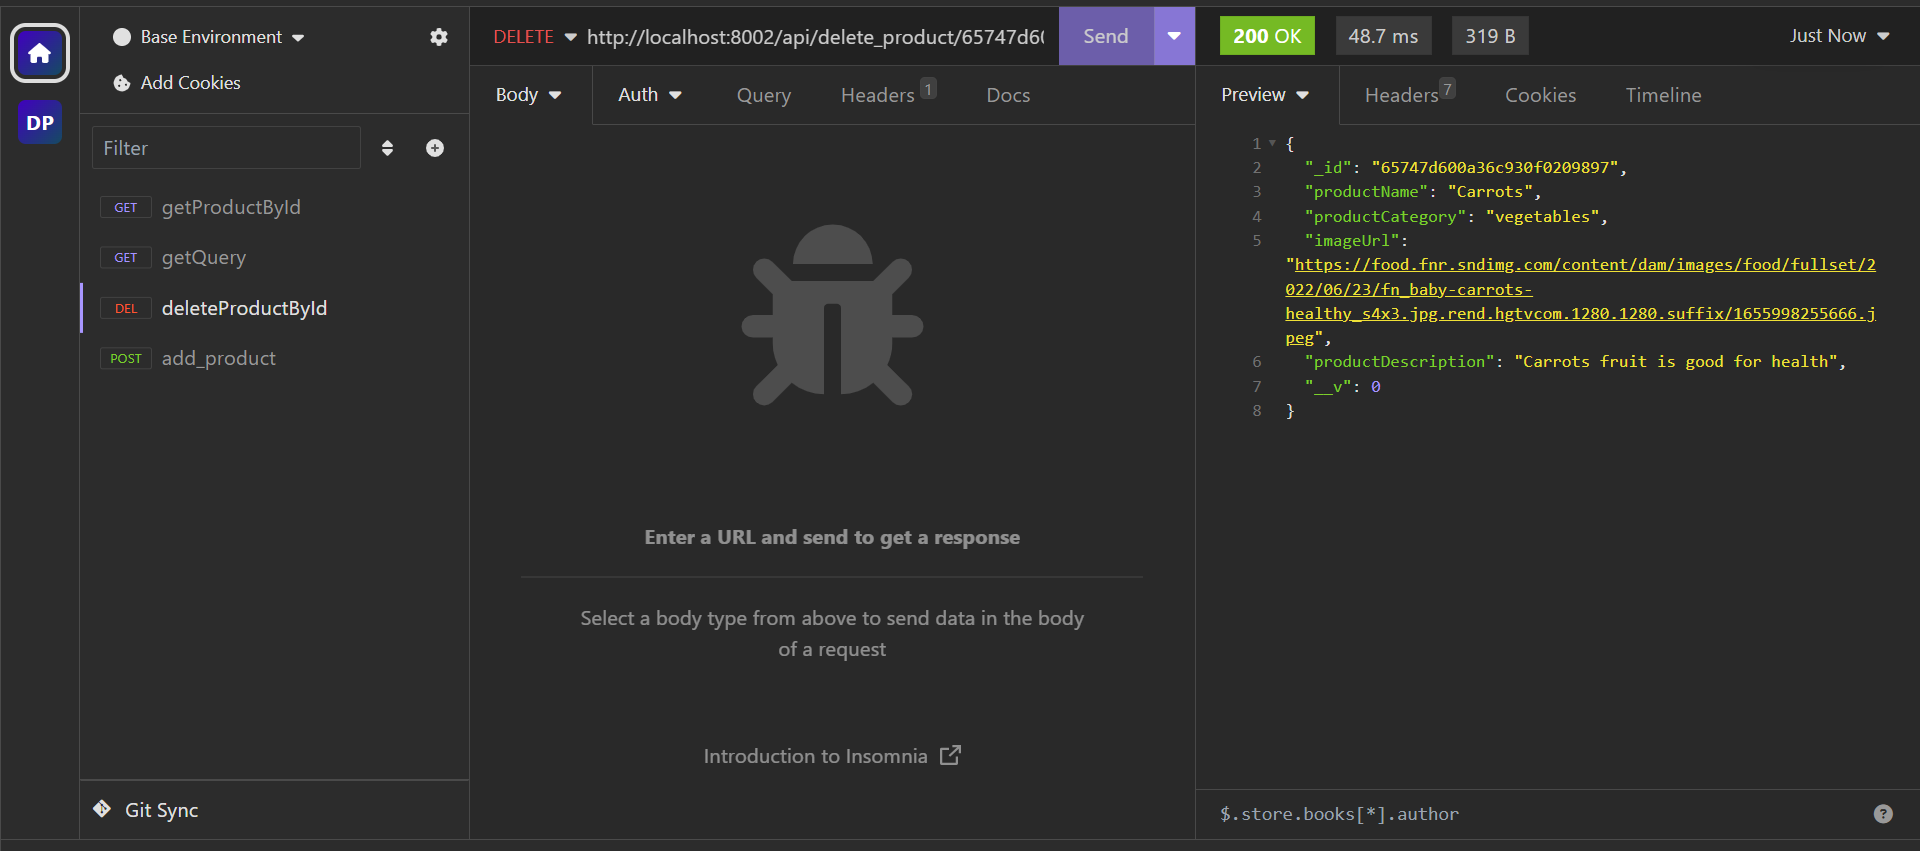 DP
Base Environment
Add Cookies
Filter
GET getProductById
GET getQuery
DEL deleteProductById
POST add_product
Git Sync
DELETE http://localhost:8002/api/delete_product/65747d60 Send
Body Auth Query Headers 1 Docs
Enter a URL and send to get a response
Select a body type from above to send data in the body
of a request
Introduction to Insomnia
200 OK 48.7 ms 319 B Just Now
Preview Headers 7 Cookies Timeline
1 {
2 "_id": "65747d600a36c930f0209897",
3 "productName": "Carrots",
4 "productCategory": "vegetables",
5 "imageUrl":
"https://food.fnr.sndimg.com/content/dam/images/food/fullset/2
022/06/23/fn_baby-carrots-
healthy_s4x3.jpg.rend.hgtvcom.1280.1280.suffix/1655998255666.j
peg",
6 "productDescription": "Carrots fruit is good for health",
7 "__v": 0
8 }
$.store.books[*].author